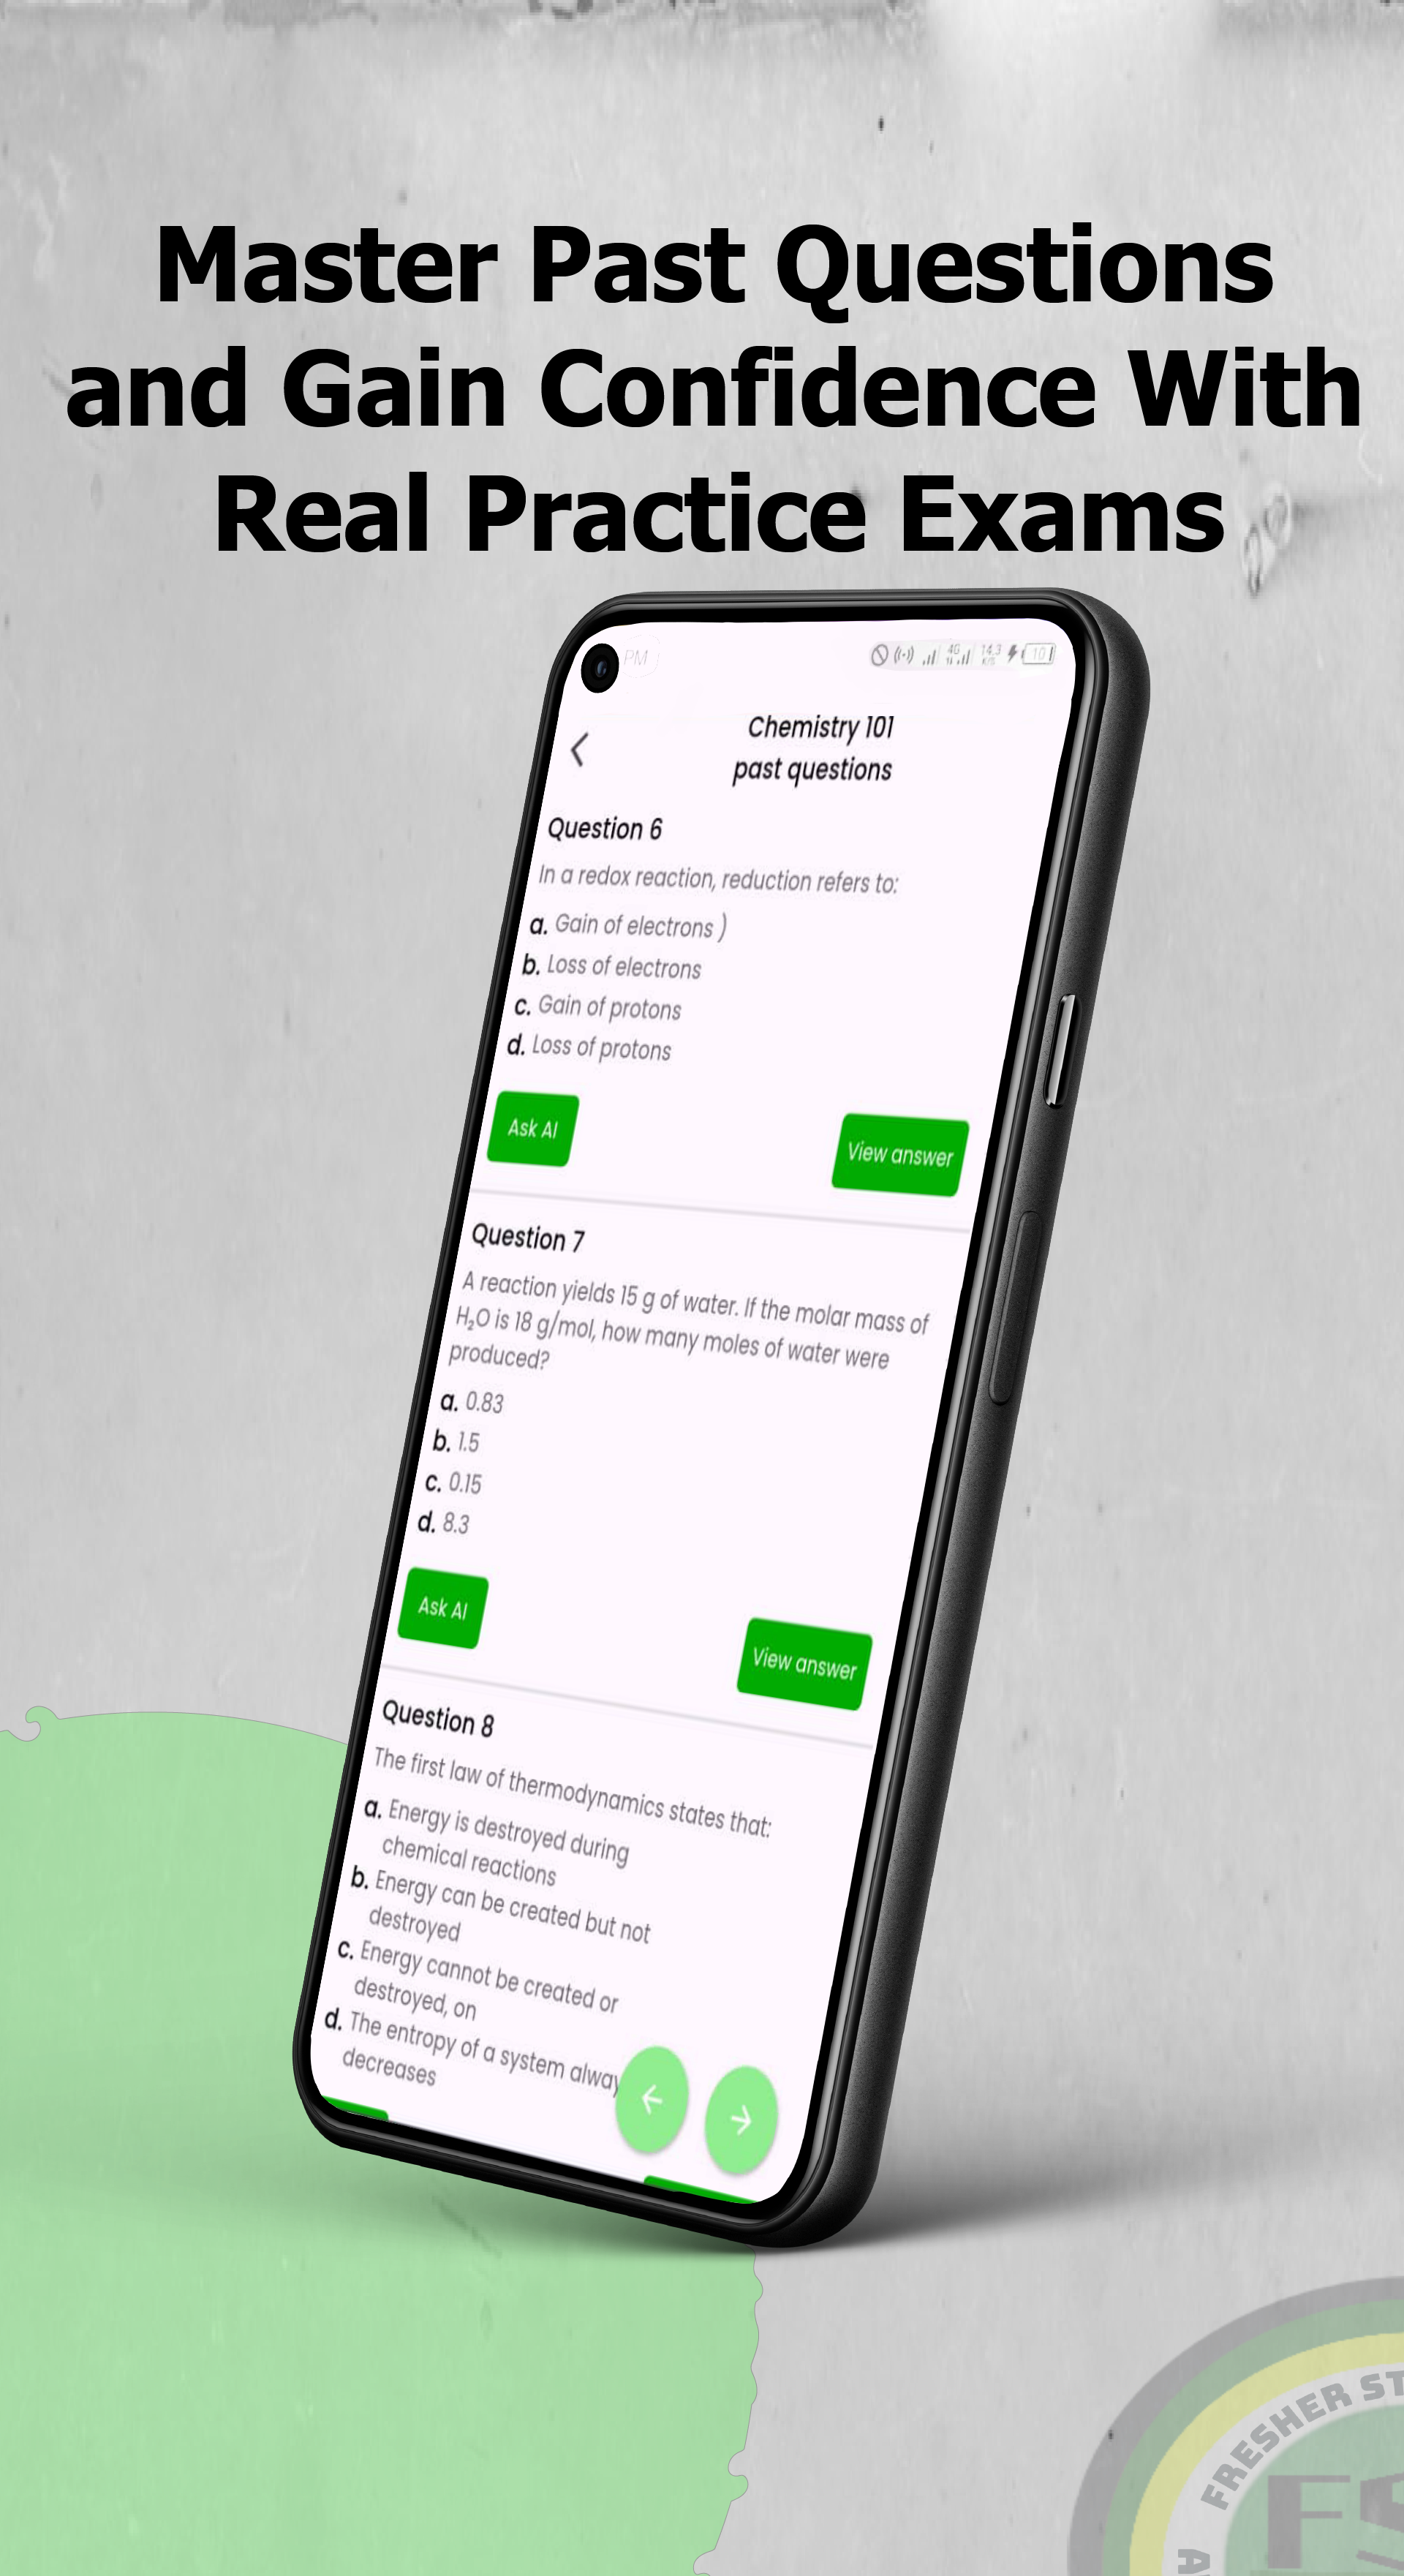 Master Past Questions
and Gain Confidence With
Real Practice Exams
PM
4G 14.3 K/S 10
Chemistry 101
past questions
Question 6
In a redox reaction, reduction refers to:
a. Gain of electrons )
b. Loss of electrons
c. Gain of protons
d. Loss of protons
Ask AI
View answer
Question 7
A reaction yields 15 g of water. If the molar mass of
H₂O is 18 g/mol, how many moles of water were
produced?
a. 0.83
b. 1.5
c. 0.15
d. 8.3
Ask AI
View answer
Question 8
The first law of thermodynamics states that:
a. Energy is destroyed during
chemical reactions
b. Energy can be created but not
destroyed
c. Energy cannot be created or
destroyed, on
d. The entropy of a system alway
decreases
FRESHER ST
FS
A